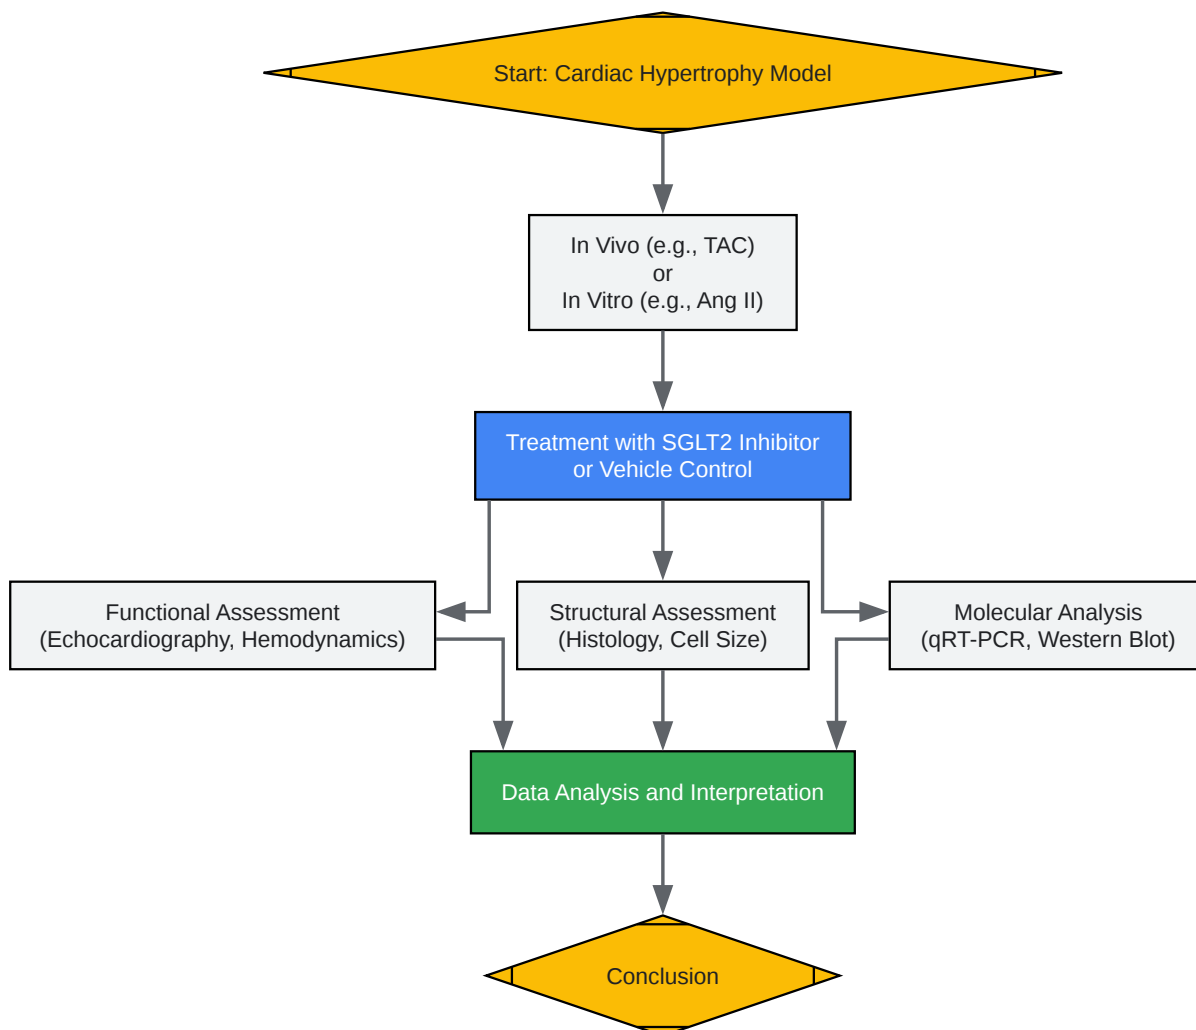 Start: Cardiac Hypertrophy Model
In Vivo (e.g., TAC)
or
In Vitro (e.g., Ang II)
Treatment with SGLT2 Inhibitor
or Vehicle Control
Functional Assessment
(Echocardiography, Hemodynamics)
Structural Assessment
(Histology, Cell Size)
Molecular Analysis
(qRT-PCR, Western Blot)
Data Analysis and Interpretation
Conclusion